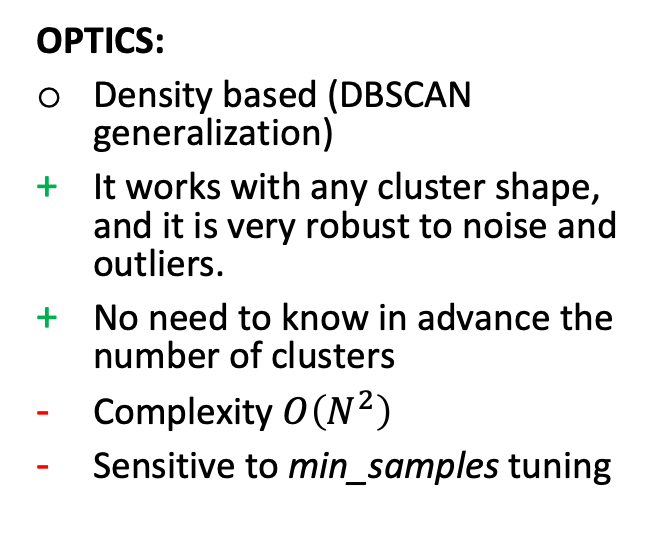 OPTICS:
○ Density based (DBSCAN
generalization)
+ It works with any cluster shape,
and it is very robust to noise and
outliers.
+ No need to know in advance the
number of clusters
- Complexity O(N²)
- Sensitive to min_samples tuning